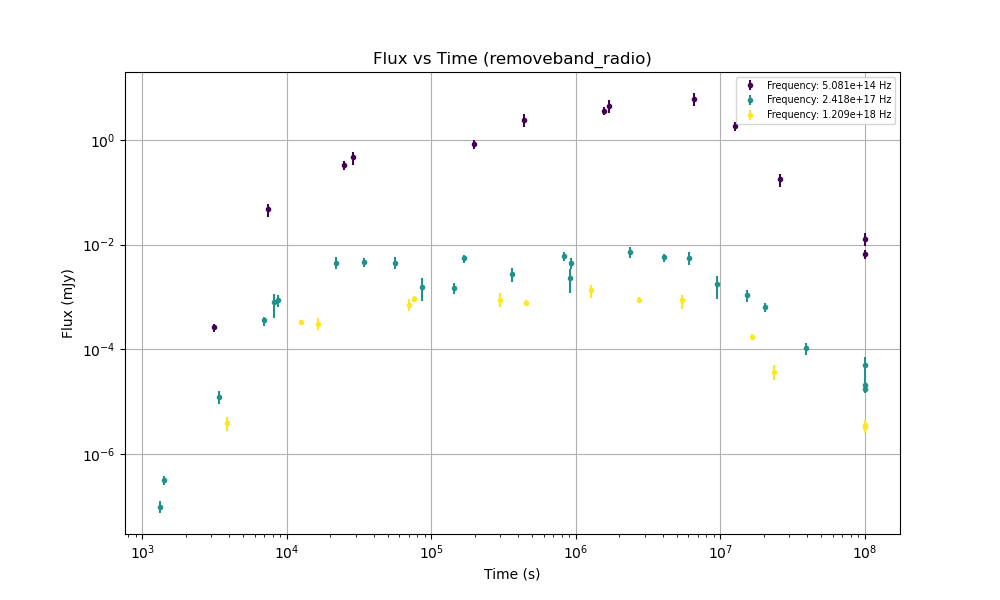 Flux vs Time (removeband_radio)
Frequency: 5.081e+14 Hz
Frequency: 2.418e+17 Hz
Frequency: 1.209e+18 Hz
Flux (mJy)
10⁰
10⁻²
10⁻⁴
10⁻⁶
10³ 10⁴ 10⁵ 10⁶ 10⁷ 10⁸
Time (s)